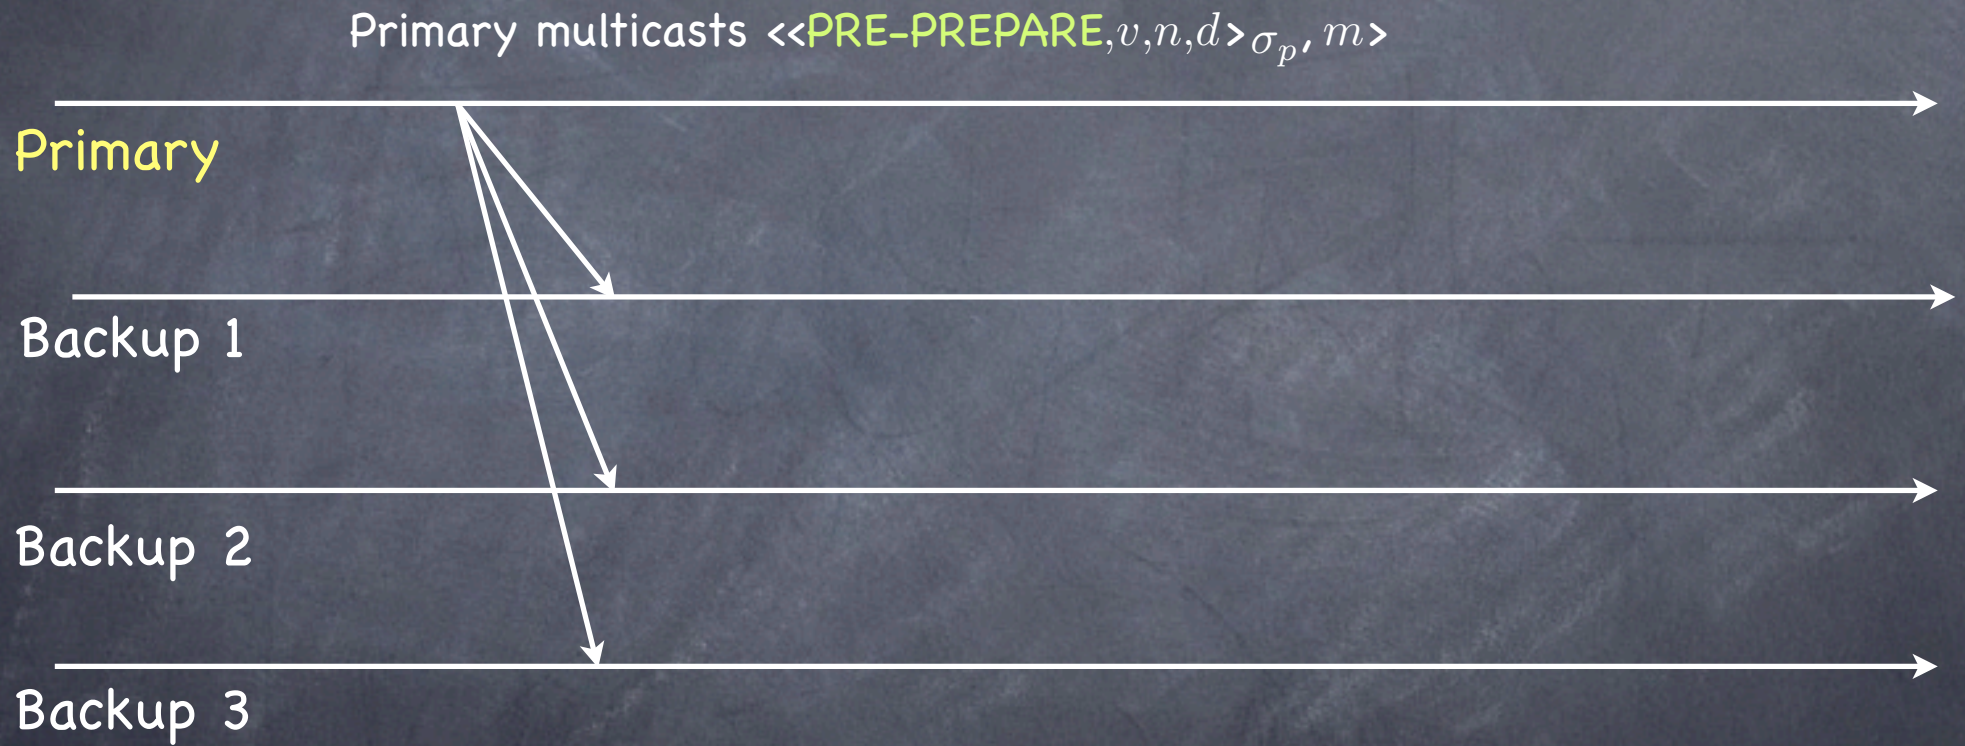 Primary multicasts <<PRE-PREPARE,v,n,d>σp, m>
Primary
Backup 1
Backup 2
Backup 3